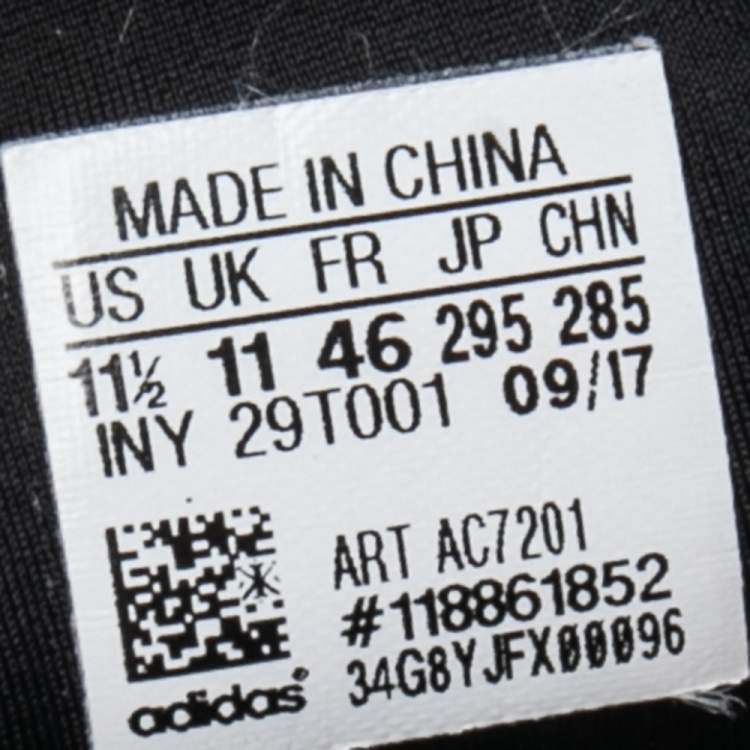 MADE IN CHINA
US UK FR JP CHN
11½ 11 46 295 285
INY 29T001 09/17
ART AC7201
#118861852
34G8YJFX00096
adidas®